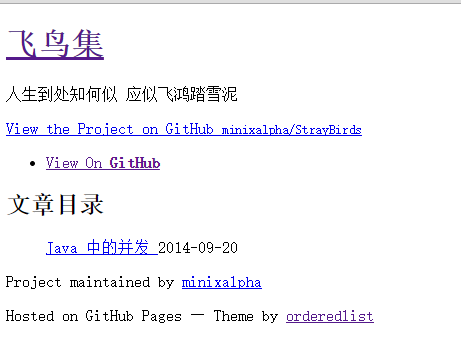 飞鸟集
人生到处知何似 应似飞鸿踏雪泥
View the Project on GitHub minixalpha/StrayBirds
View On GitHub
文章目录
Java 中的并发 2014-09-20
Project maintained by minixalpha
Hosted on GitHub Pages — Theme by orderedlist